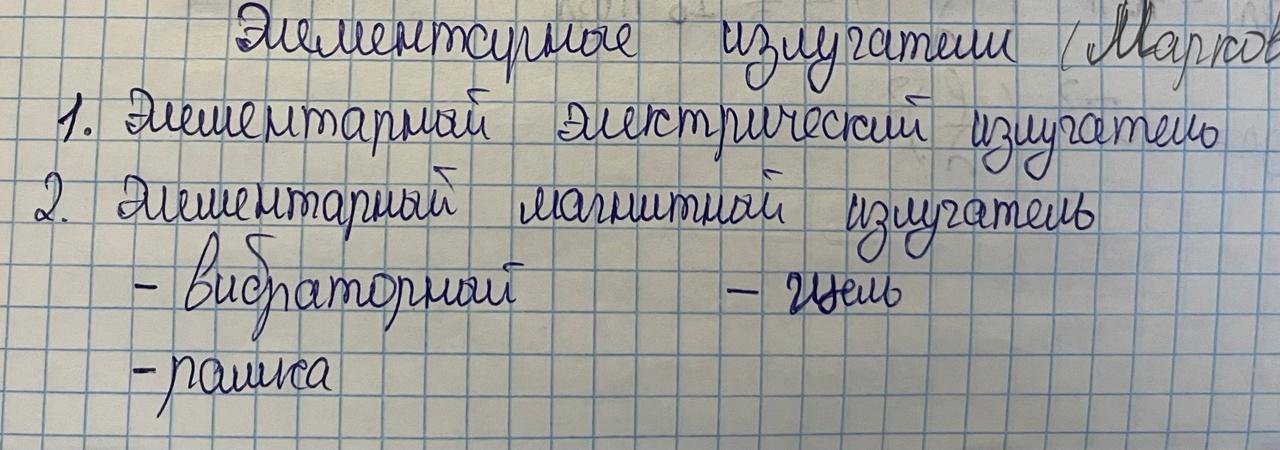 Элементарные излучатели (Марков
1. Элементарный электрический излучатель
2. Элементарный магнитный излучатель
- вибраторный - щель
- рамка